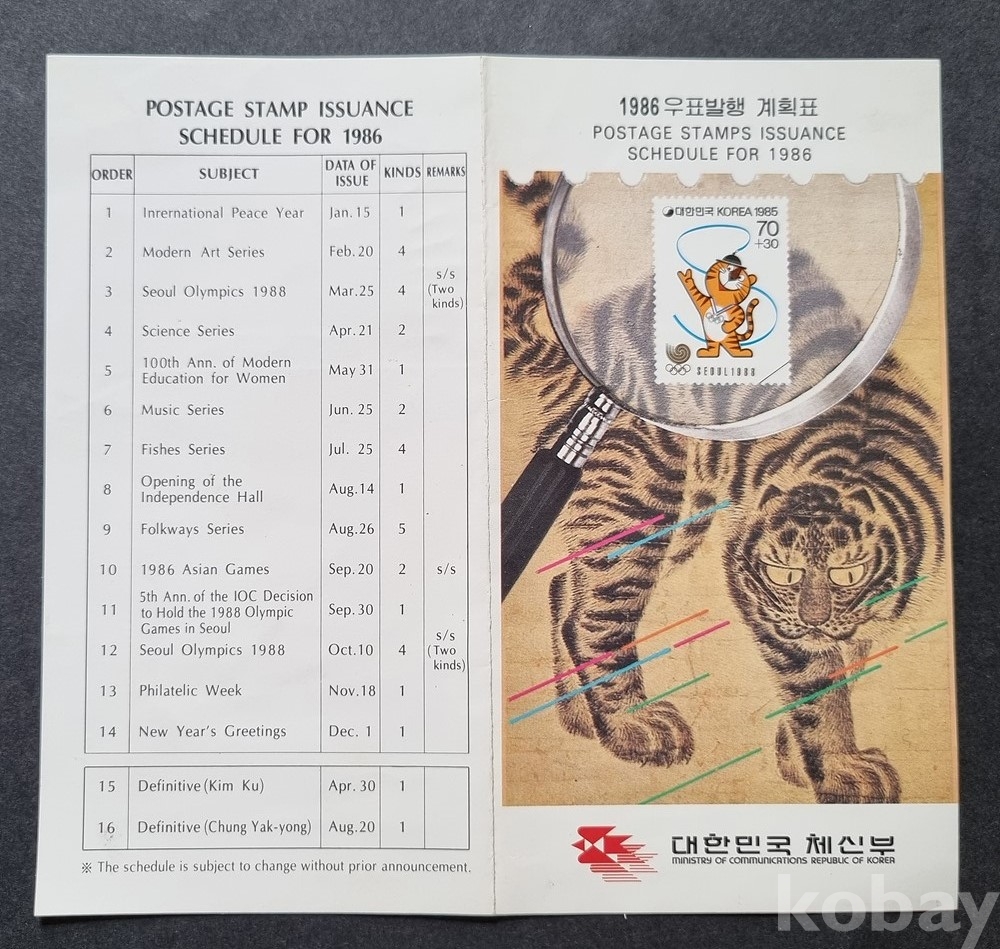 POSTAGE STAMP ISSUANCE
SCHEDULE FOR 1986
ORDER SUBJECT DATA OF ISSUE KINDS REMARKS
1 Inrernational Peace Year Jan. 15 1
2 Modern Art Series Feb. 20 4
3 Seoul Olympics 1988 Mar. 25 4 s/s (Two kinds)
4 Science Series Apr. 21 2
5 100th Ann. of Modern Education for Women May 31 1
6 Music Series Jun. 25 2
7 Fishes Series Jul. 25 4
8 Opening of the Independence Hall Aug. 14 1
9 Folkways Series Aug. 26 5
10 1986 Asian Games Sep. 20 2 s/s
11 5th Ann. of the IOC Decision to Hold the 1988 Olympic Games in Seoul Sep. 30 1
12 Seoul Olympics 1988 Oct. 10 4 s/s (Two kinds)
13 Philatelic Week Nov. 18 1
14 New Year's Greetings Dec. 1 1
15 Definitive (Kim Ku) Apr. 30 1
16 Definitive (Chung Yak-yong) Aug. 20 1
※ The schedule is subject to change without prior announcement.
1986 우표발행 계획표
POSTAGE STAMPS ISSUANCE
SCHEDULE FOR 1986
대한민국 KOREA 1985
70
+30
SEOUL 1988
대한민국 체신부
MINISTRY OF COMMUNICATIONS REPUBLIC OF KOREA
kobay